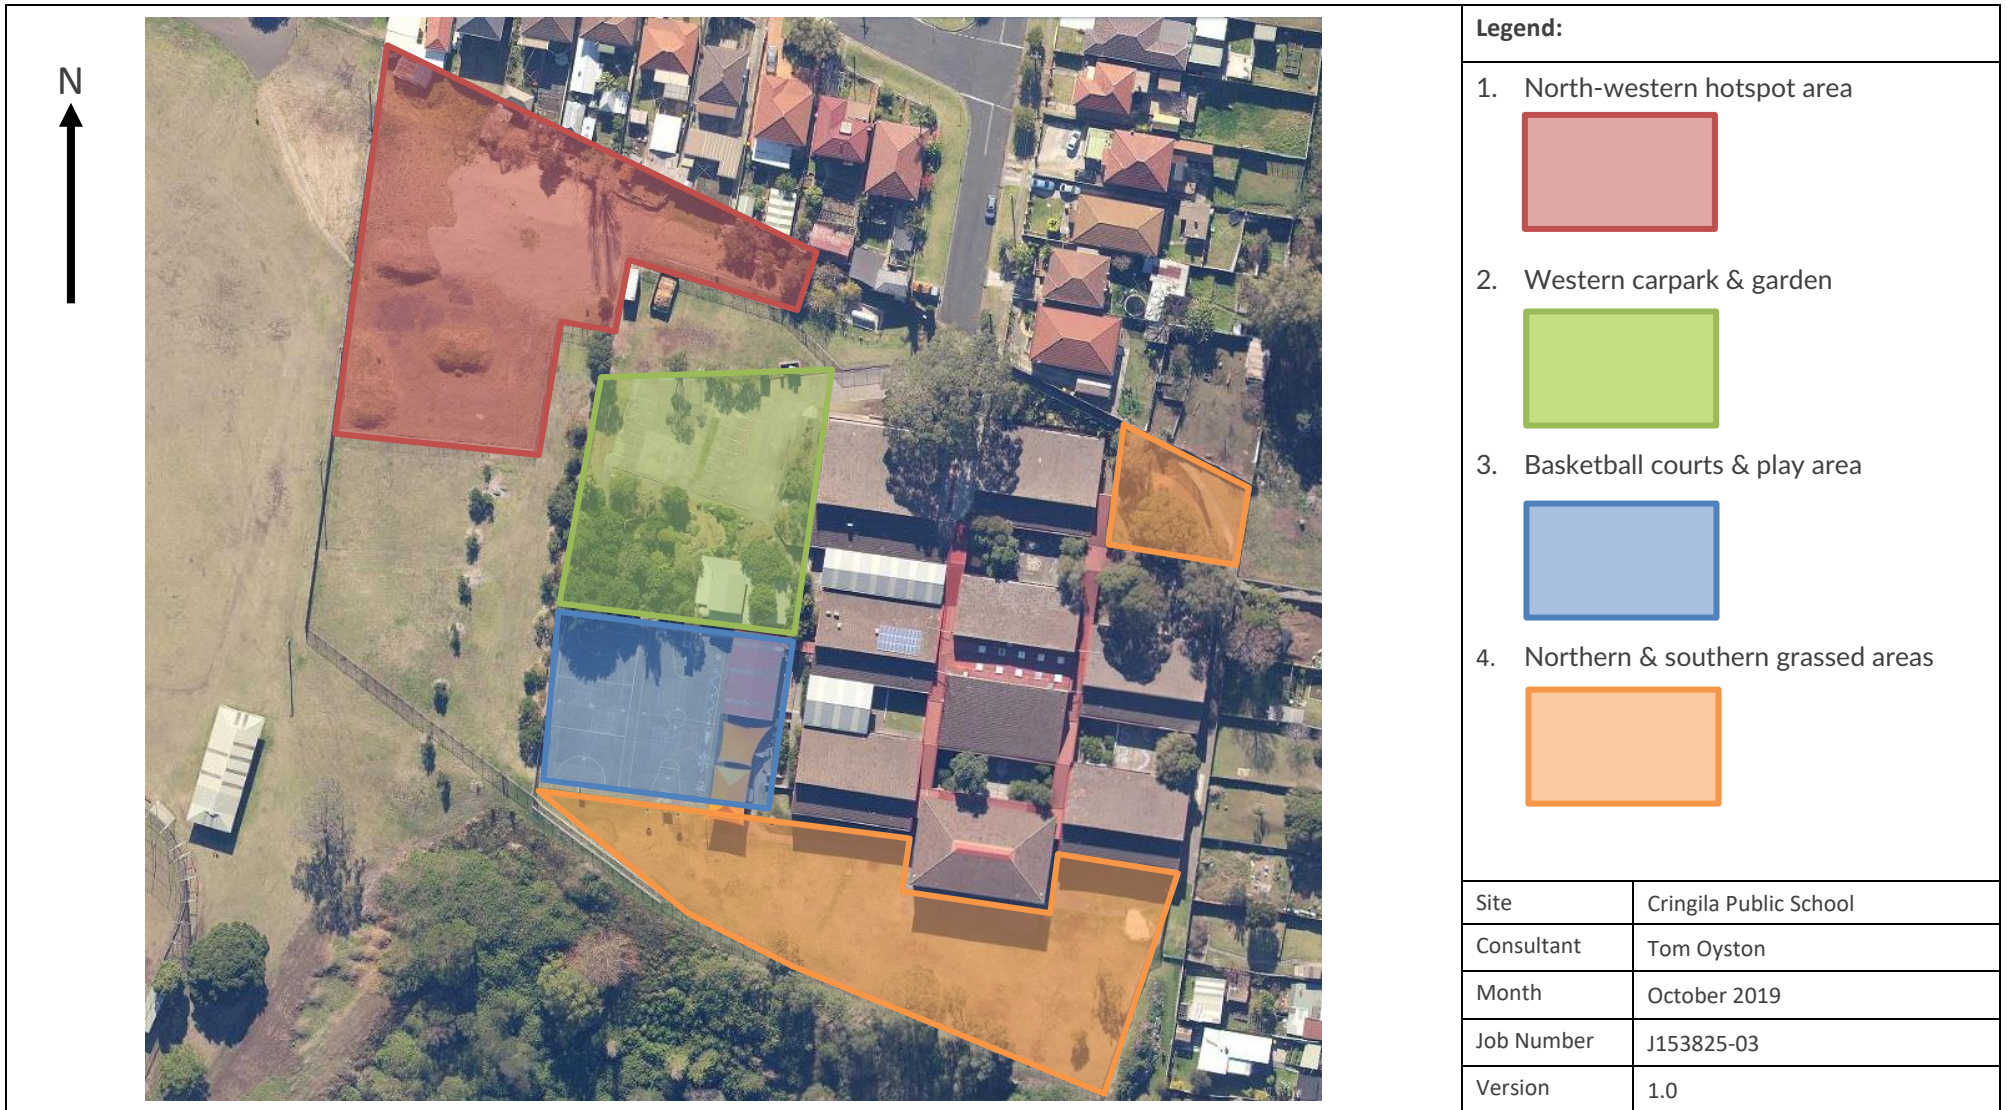 N
Legend:
1. North-western hotspot area
2. Western carpark & garden
3. Basketball courts & play area
4. Northern & southern grassed areas
Site Cringila Public School
Consultant Tom Oyston
Month October 2019
Job Number J153825-03
Version 1.0